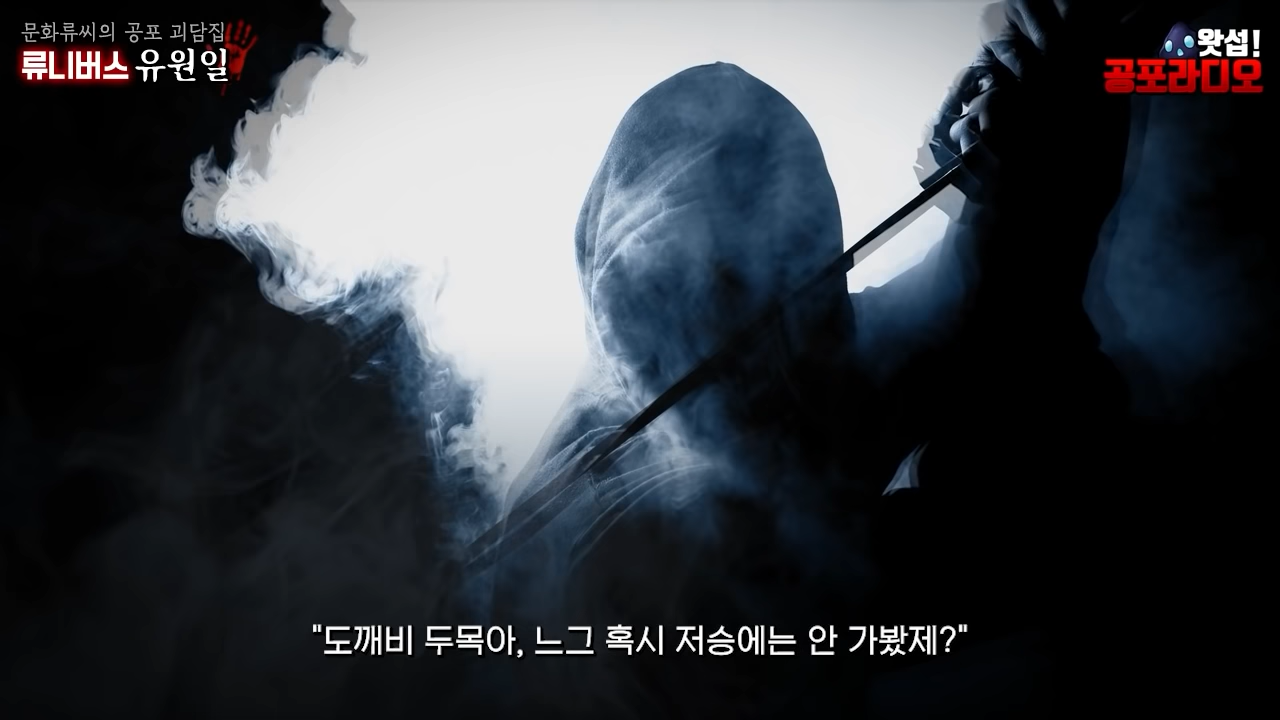 문화류씨의 공포 괴담집
류니버스 유원일
왓섭!
공포라디오
"도깨비 두목아, 느그 혹시 저승에는 안 가봤제?"